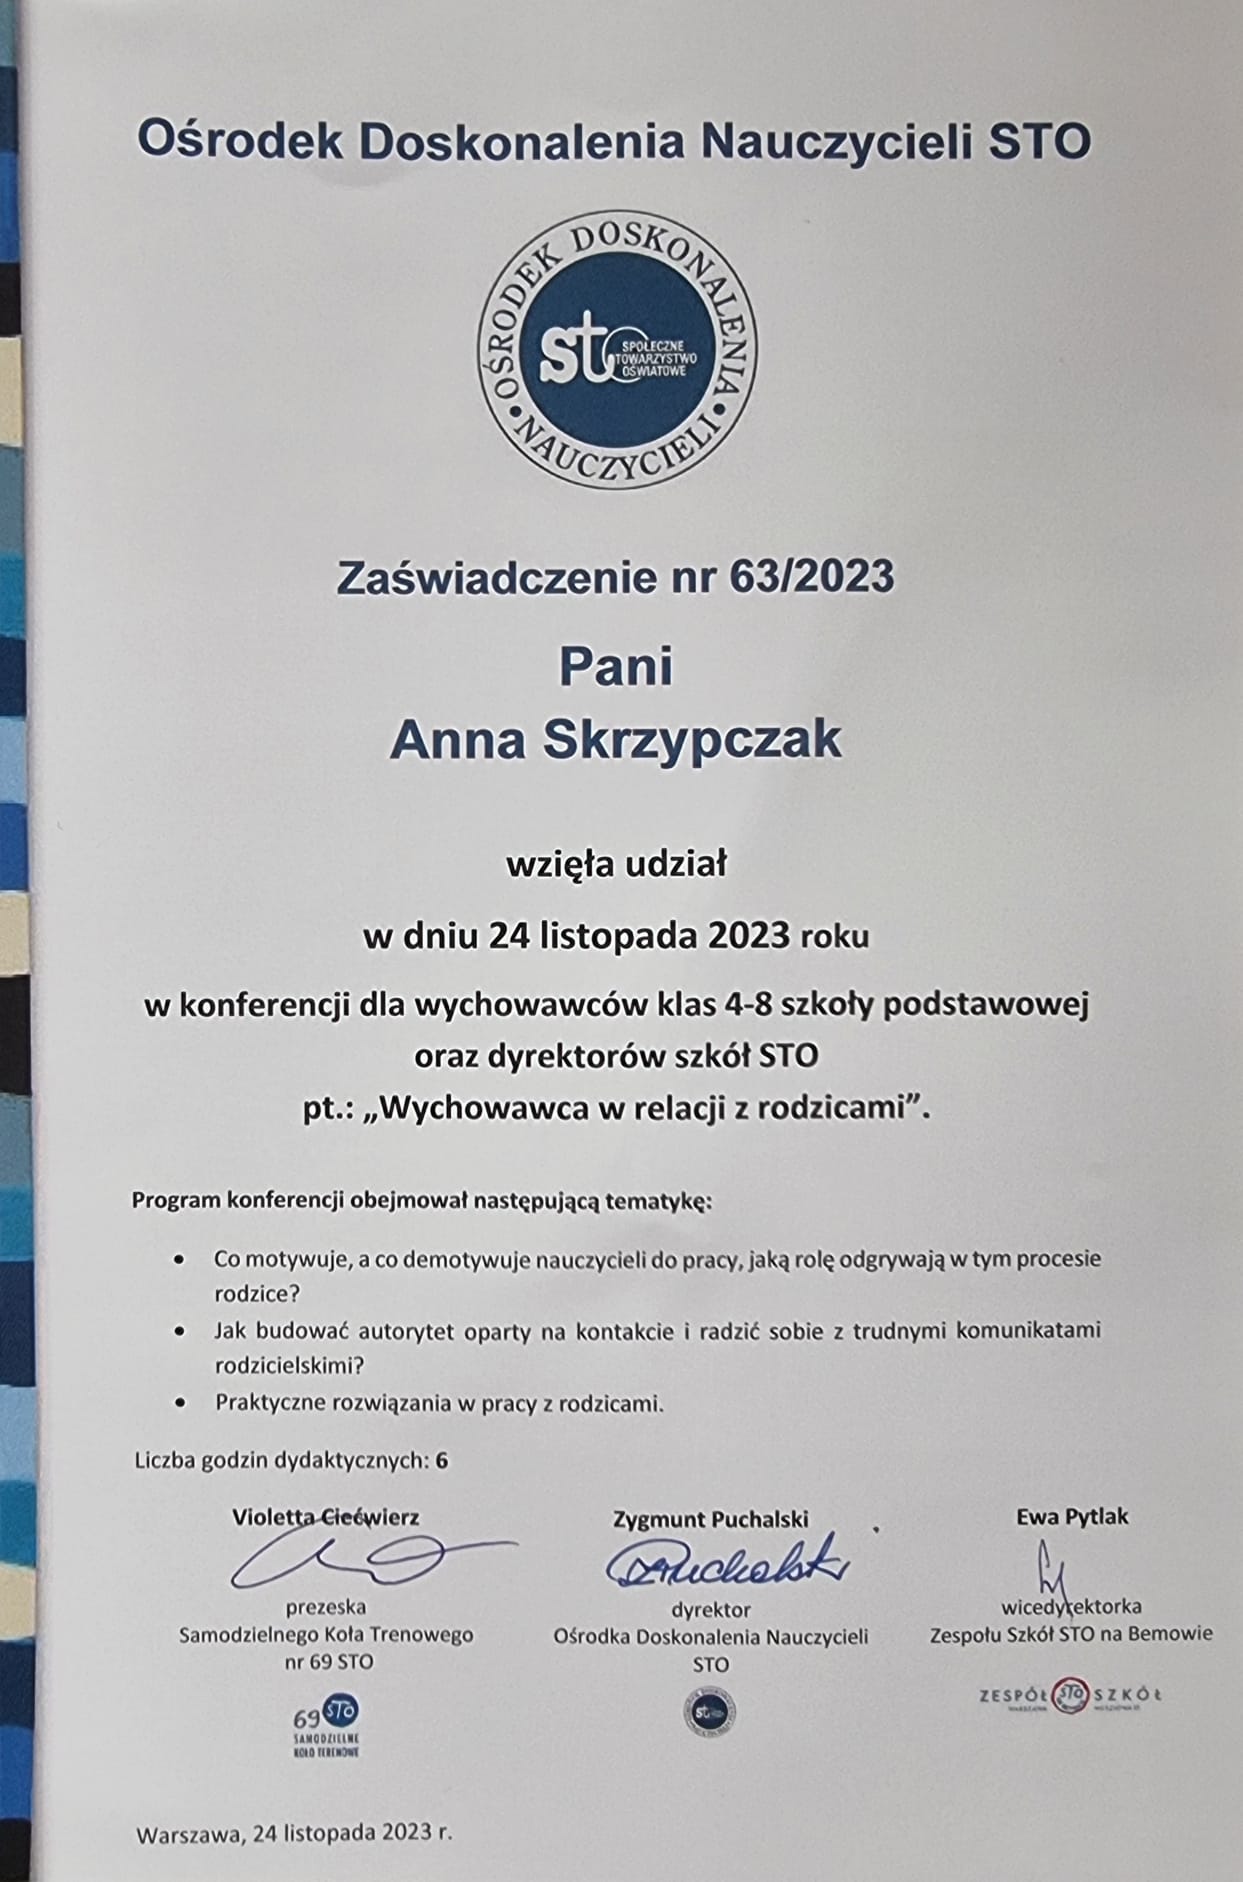 Ośrodek Doskonalenia Nauczycieli STO
OŚRODEK DOSKONALENIA
NAUCZYCIELI
sto
SPOŁECZNE
TOWARZYSTWO
OŚWIATOWE
Zaświadczenie nr 63/2023
Pani
Anna Skrzypczak
wzięła udział
w dniu 24 listopada 2023 roku
w konferencji dla wychowawców klas 4-8 szkoły podstawowej
oraz dyrektorów szkół STO
pt.: „Wychowawca w relacji z rodzicami”.
Program konferencji obejmował następującą tematykę:
• Co motywuje, a co demotywuje nauczycieli do pracy, jaką rolę odgrywają w tym procesie
rodzice?
• Jak budować autorytet oparty na kontakcie i radzić sobie z trudnymi komunikatami
rodzicielskimi?
• Praktyczne rozwiązania w pracy z rodzicami.
Liczba godzin dydaktycznych: 6
Violetta Ciećwierz
prezeska
Samodzielnego Koła Trenowego
nr 69 STO
69 STO
SAMODZIELNE
KOŁO TERENOWE
Zygmunt Puchalski
ZPuchalski
dyrektor
Ośrodka Doskonalenia Nauczycieli
STO
sto
Ewa Pytlak
wicedyrektorka
Zespołu Szkół STO na Bemowie
ZESPÓŁ STO SZKÓŁ
Warszawa, 24 listopada 2023 r.